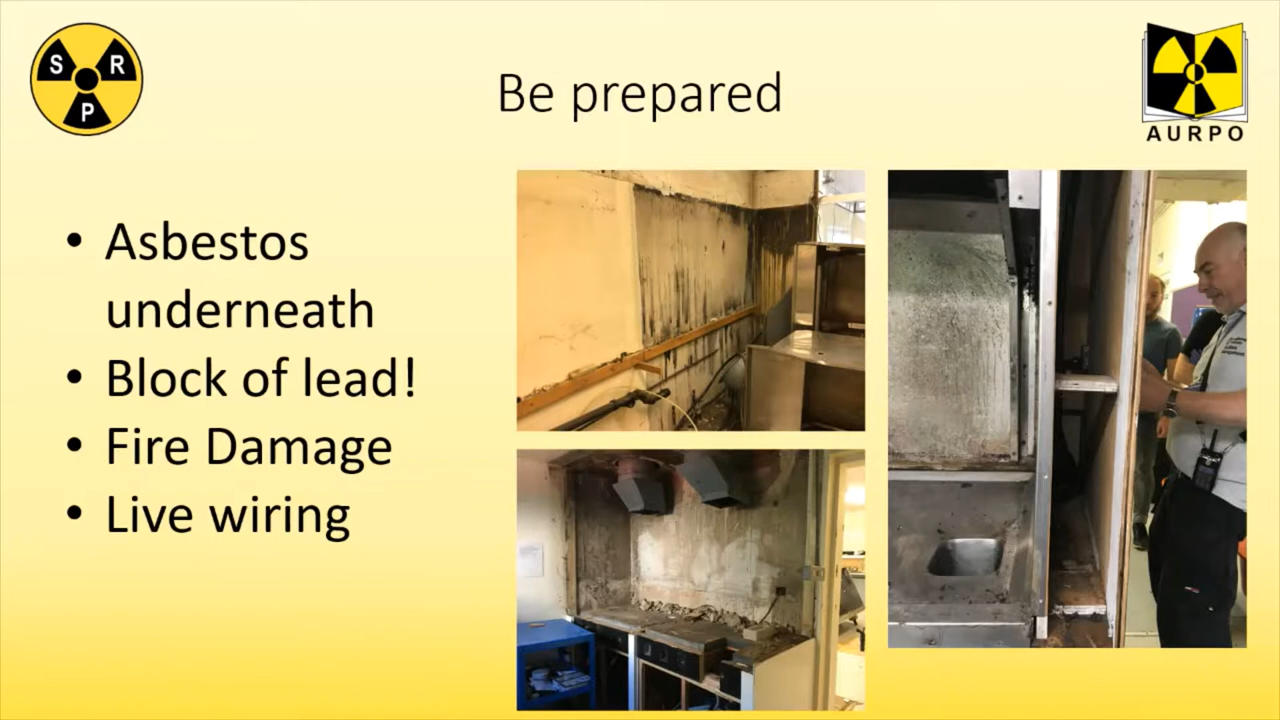 S R
P
Be prepared
AURPO
• Asbestos
underneath
• Block of lead!
• Fire Damage
• Live wiring